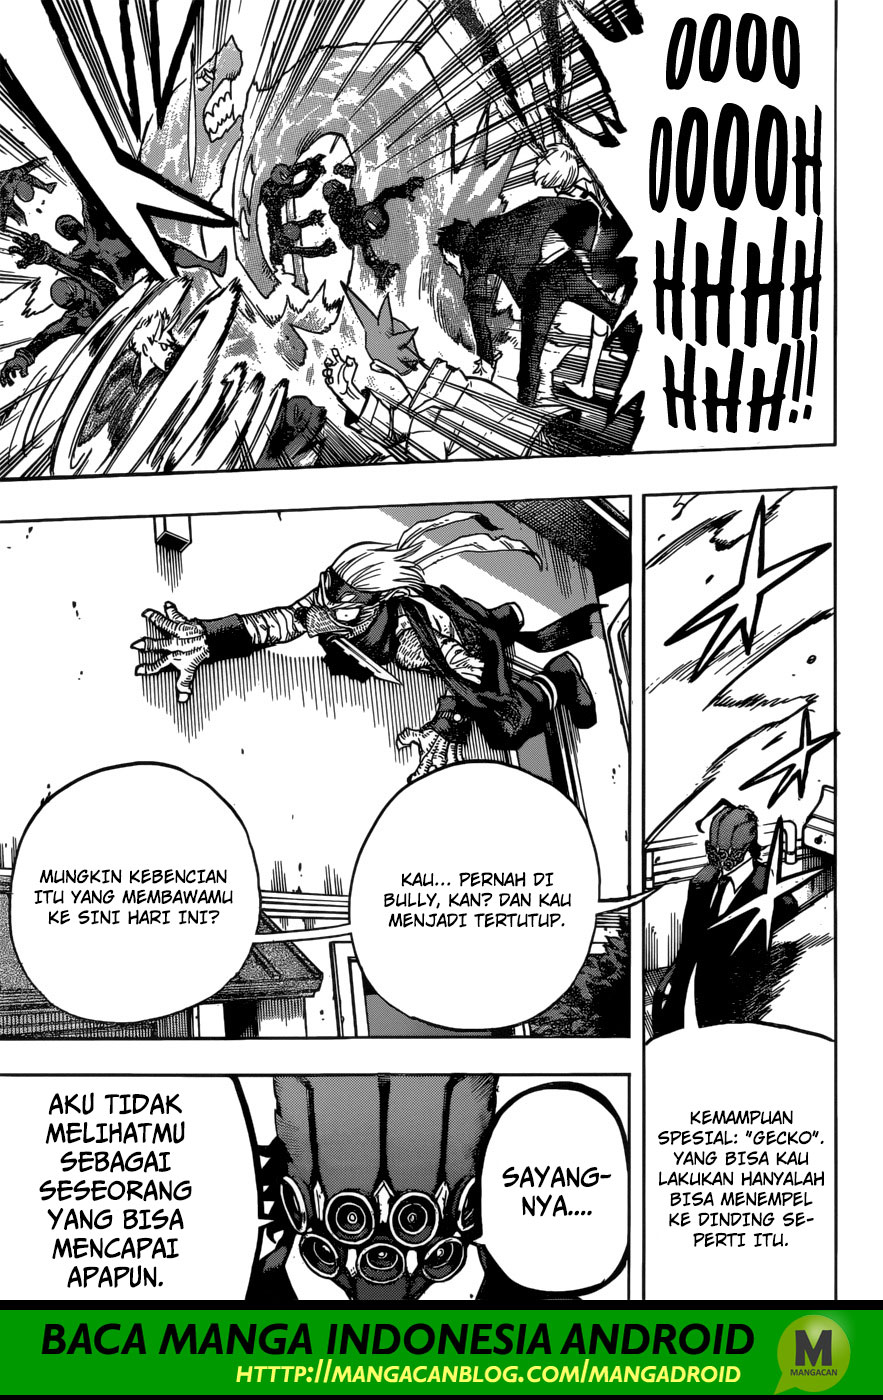 OOOO
OOOOH
HHHHH
HHH!!
KEMAMPUAN
SPESIAL: "GECKO".
YANG BISA KAU
LAKUKAN HANYALAH
BISA MENEMPEL
KE DINDING SE-
PERTI ITU.
KAU... PERNAH DI
BULLY, KAN? DAN KAU
MENJADI TERTUTUP.
MUNGKIN KEBENCIAN
ITU YANG MEMBAWAMU
KE SINI HARI INI?
SAYANG-
NYA....
AKU TIDAK
MELIHATMU
SEBAGAI
SESEORANG
YANG BISA
MENCAPAI
APAPUN.
BACA MANGA INDONESIA ANDROID
HTTTP://MANGACANBLOG.COM/MANGADROID
M
MANGACAN